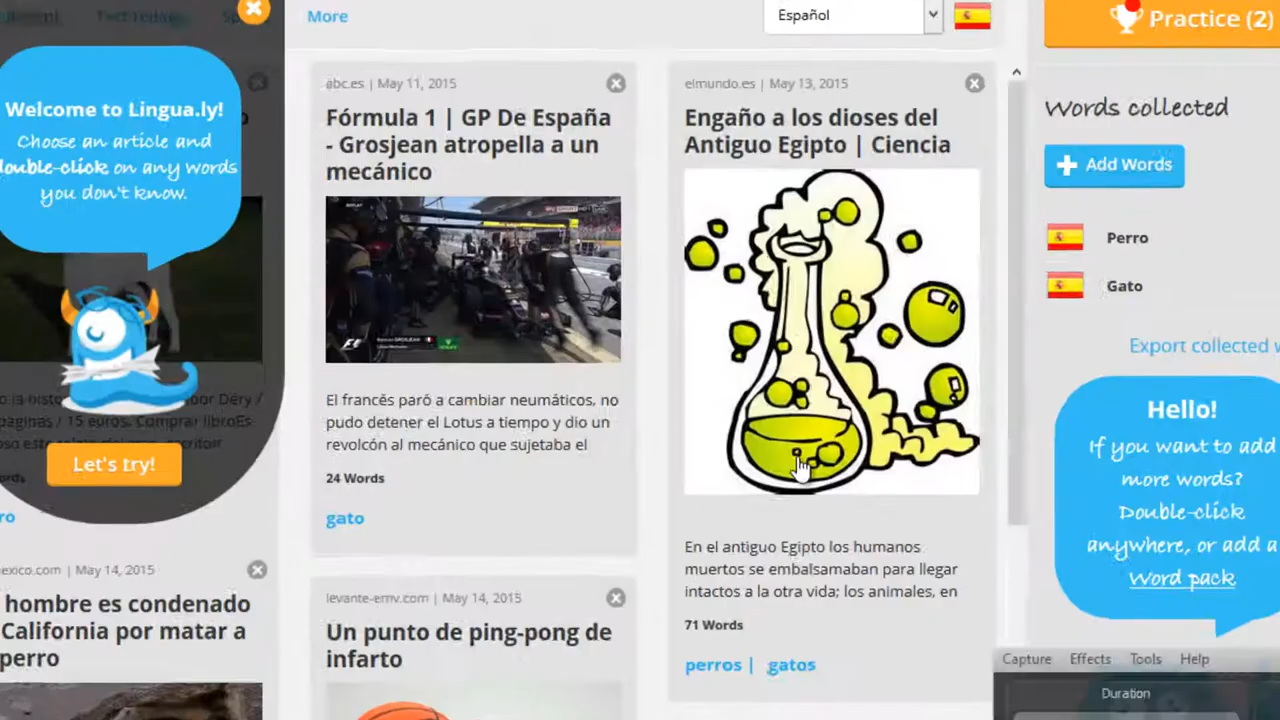 More
Español
Practice (2)
Welcome to Lingua.ly!
Choose an article and
double-click on any words
you don't know.
Let's try!
abc.es | May 11, 2015
Fórmula 1 | GP De España
- Grosjean atropella a un
mecánico
El francés paró a cambiar neumáticos, no
pudo detener el Lotus a tiempo y dio un
revolcón al mecánico que sujetaba el
24 Words
gato
elmundo.es | May 13, 2015
Engaño a los dioses del
Antiguo Egipto | Ciencia
En el antiguo Egipto los humanos
muertos se embalsamaban para llegar
intactos a la otra vida; los animales, en
71 Words
perros | gatos
May 14, 2015
hombre es condenado
California por matar a
perro
levante-emv.com | May 14, 2015
Un punto de ping-pong de
infarto
Words collected
Add Words
Perro
Gato
Export collected
Hello!
If you want to add
more words?
Double-click
anywhere, or add a
Word pack
Capture Effects Tools Help
Duration